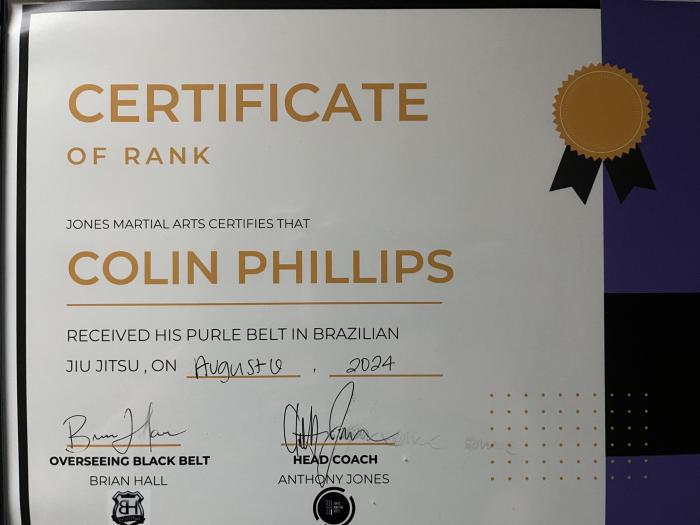 CERTIFICATE
OF RANK
JONES MARTIAL ARTS CERTIFIES THAT
COLIN PHILLIPS
RECEIVED HIS PURLE BELT IN BRAZILIAN
JIU JITSU, ON August 6, 2024
OVERSEEING BLACK BELT
BRIAN HALL
BH
HEAD COACH
ANTHONY JONES